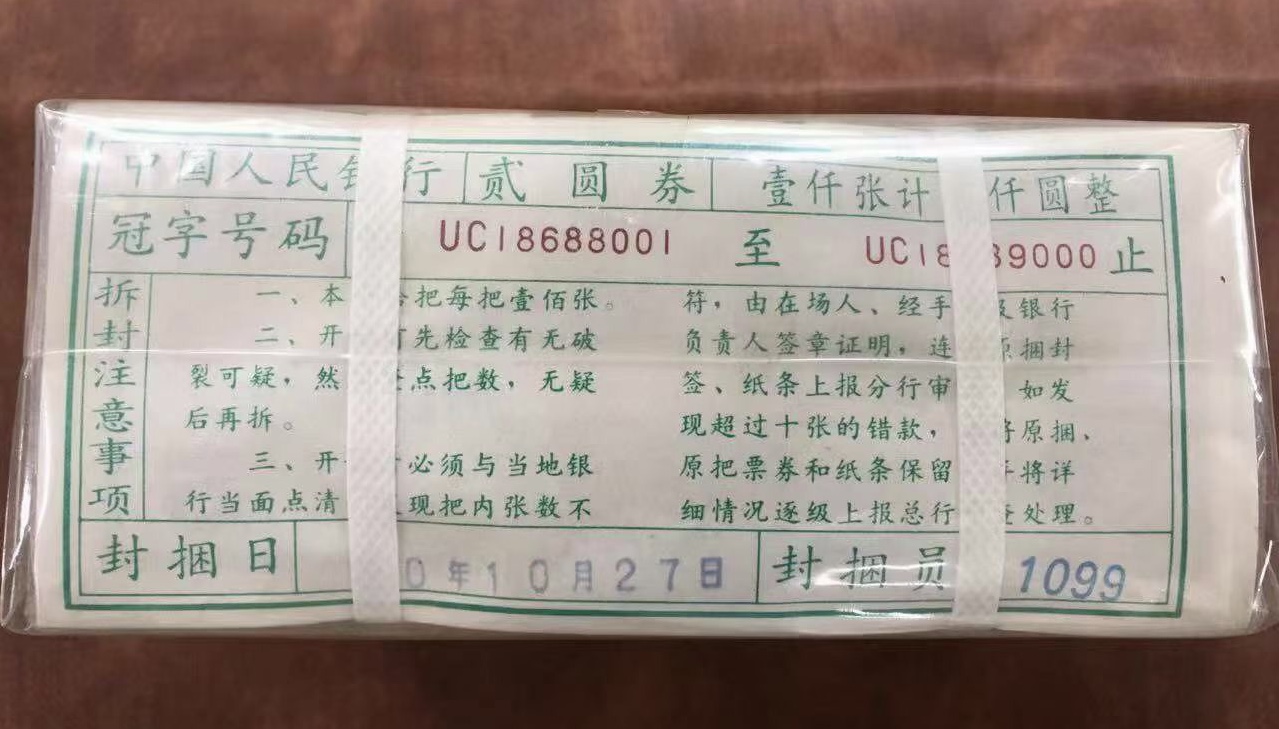 中国人民银行 贰圆券 壹仟张计 仟圆整
冠字号码 UC18688001 至 UC18 89000 止
拆封注意事项
一、本 把每把壹佰张。
二、开 先检查有无破
裂可疑，然 点把数，无疑
后再拆。
三、开 必须与当地银
行当面点清 现把内张数不
符，由在场人、经手 银行
负责人签章证明，连 原捆封
签、纸条上报分行审 如发
现超过十张的错款， 将原捆、
原把票券和纸条保留 将详
细情况逐级上报总行 处理。
封捆日 0年10月27日 封捆员 1099